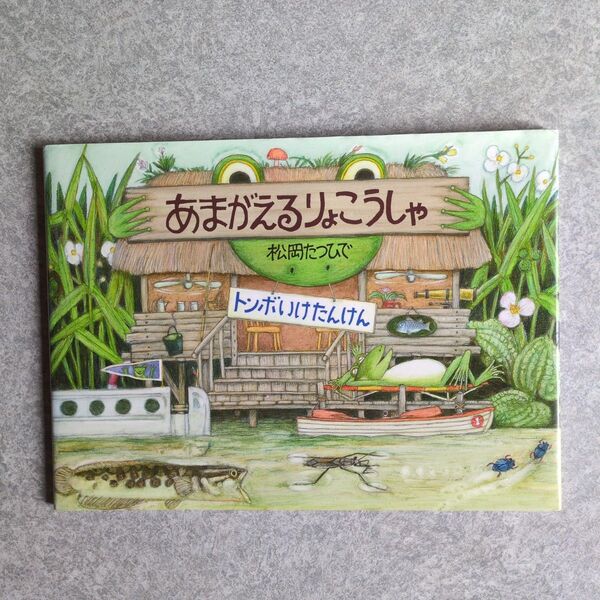 あまがえるりょこうしゃ
松岡たつひで
トンボいけたんけん